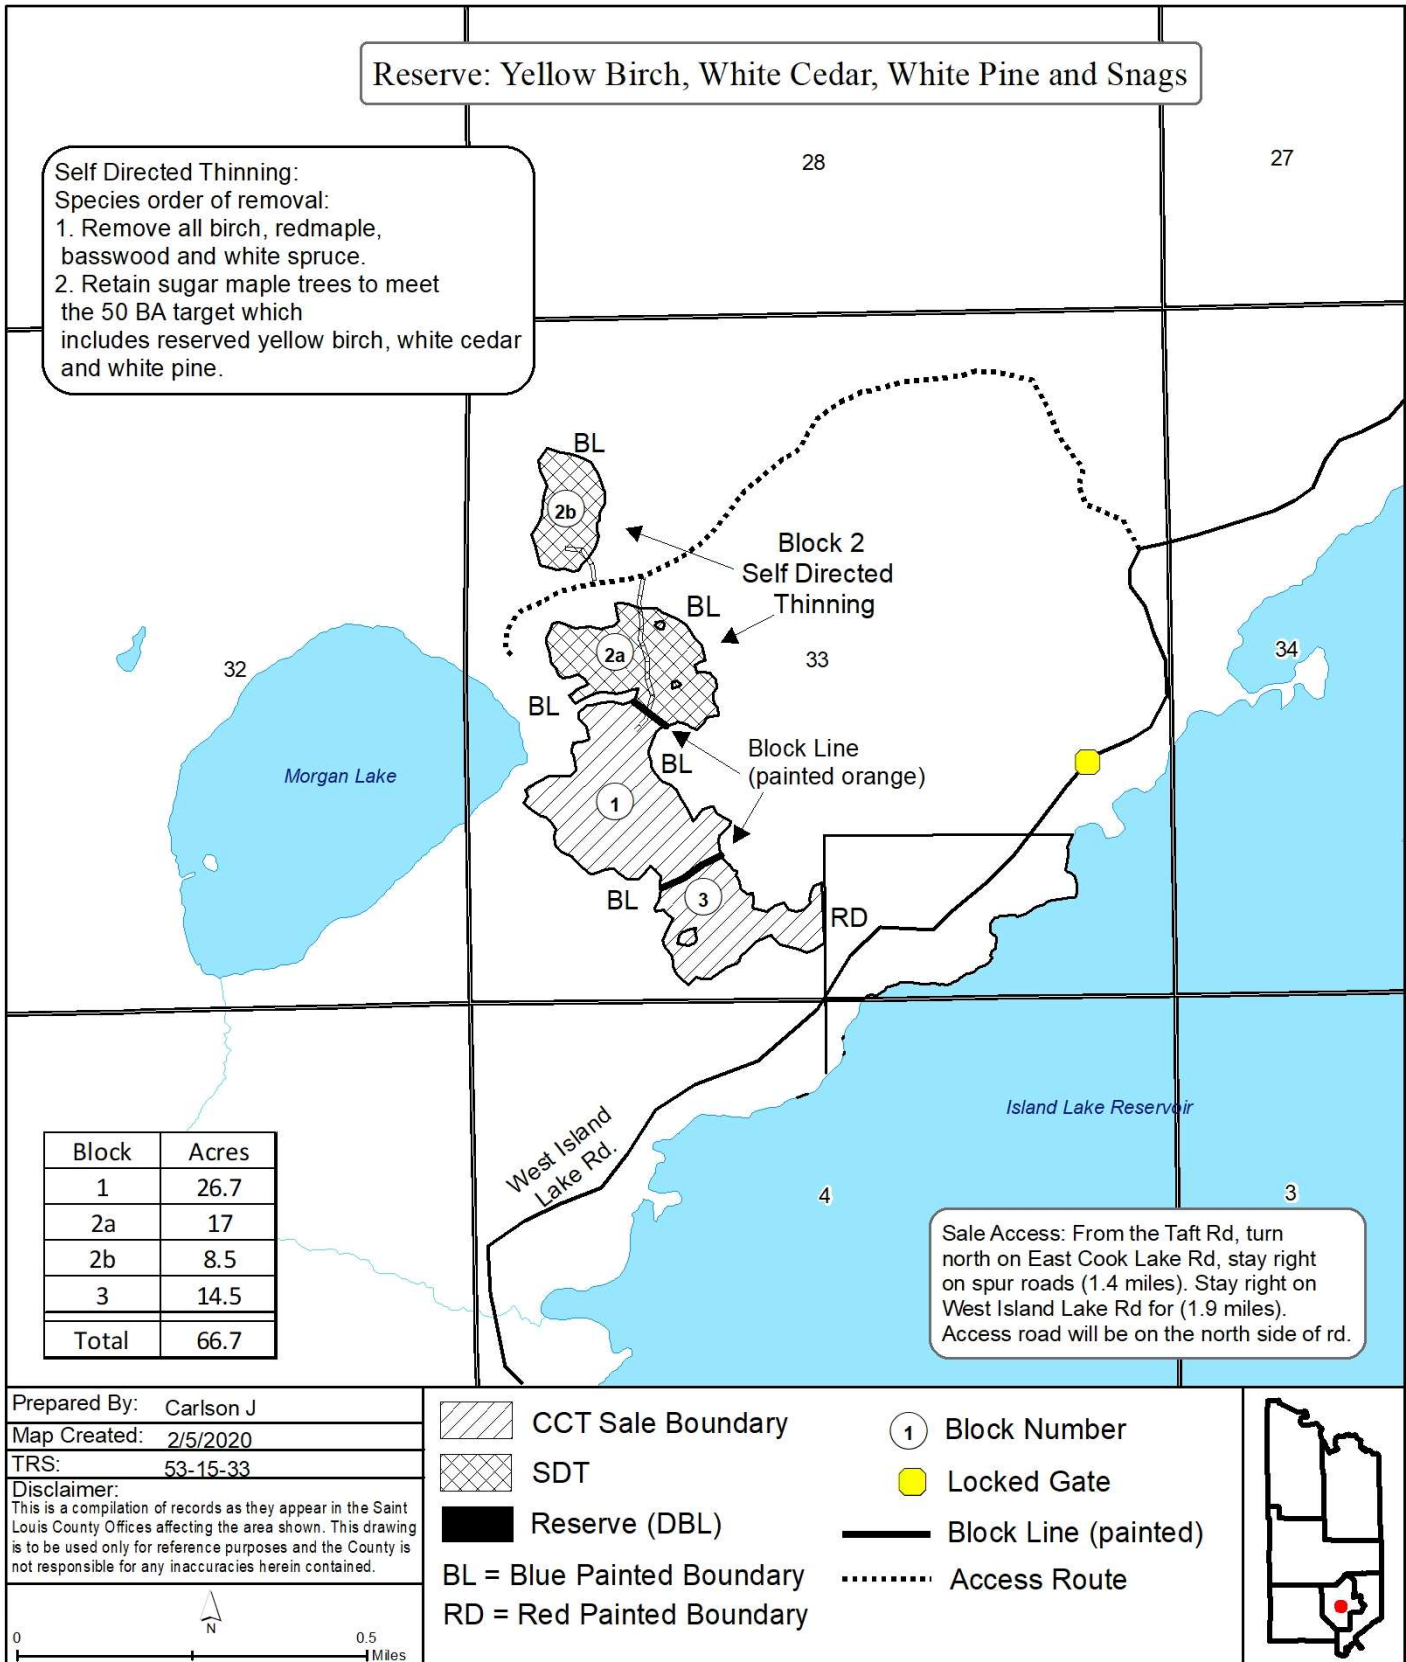 Reserve: Yellow Birch, White Cedar, White Pine and Snags
28
27
Self Directed Thinning:
Species order of removal:
1. Remove all birch, redmaple,
basswood and white spruce.
2. Retain sugar maple trees to meet
the 50 BA target which
includes reserved yellow birch, white cedar
and white pine.
BL
2b
Block 2
Self Directed
Thinning
BL
2a
32
33
34
BL
Block Line
(painted orange)
BL
Morgan Lake
1
BL
3
RD
Island Lake Reservoir
West Island
Lake Rd.
4
3
Block Acres
1 26.7
2a 17
2b 8.5
3 14.5
Total 66.7
Sale Access: From the Taft Rd, turn
north on East Cook Lake Rd, stay right
on spur roads (1.4 miles). Stay right on
West Island Lake Rd for (1.9 miles).
Access road will be on the north side of rd.
Prepared By: Carlson J
Map Created: 2/5/2020
TRS: 53-15-33
Disclaimer:
This is a compilation of records as they appear in the Saint
Louis County Offices affecting the area shown. This drawing
is to be used only for reference purposes and the County is
not responsible for any inaccuracies herein contained.
N
0 0.5
Miles
CCT Sale Boundary
SDT
Reserve (DBL)
BL = Blue Painted Boundary
RD = Red Painted Boundary
1 Block Number
Locked Gate
Block Line (painted)
Access Route